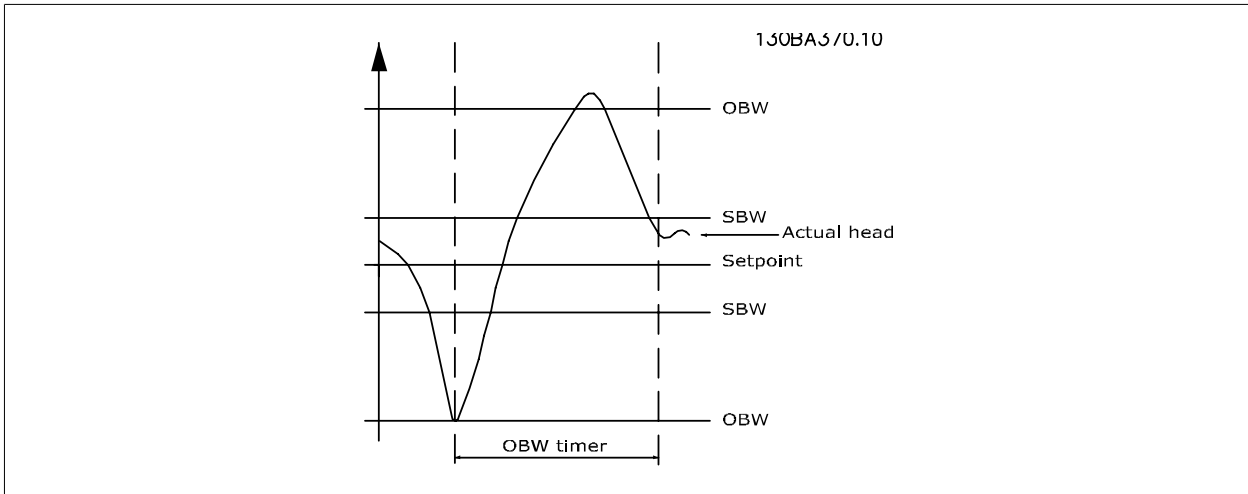 130BA370.10
OBW
SBW
Actual head
Setpoint
SBW
OBW
OBW timer